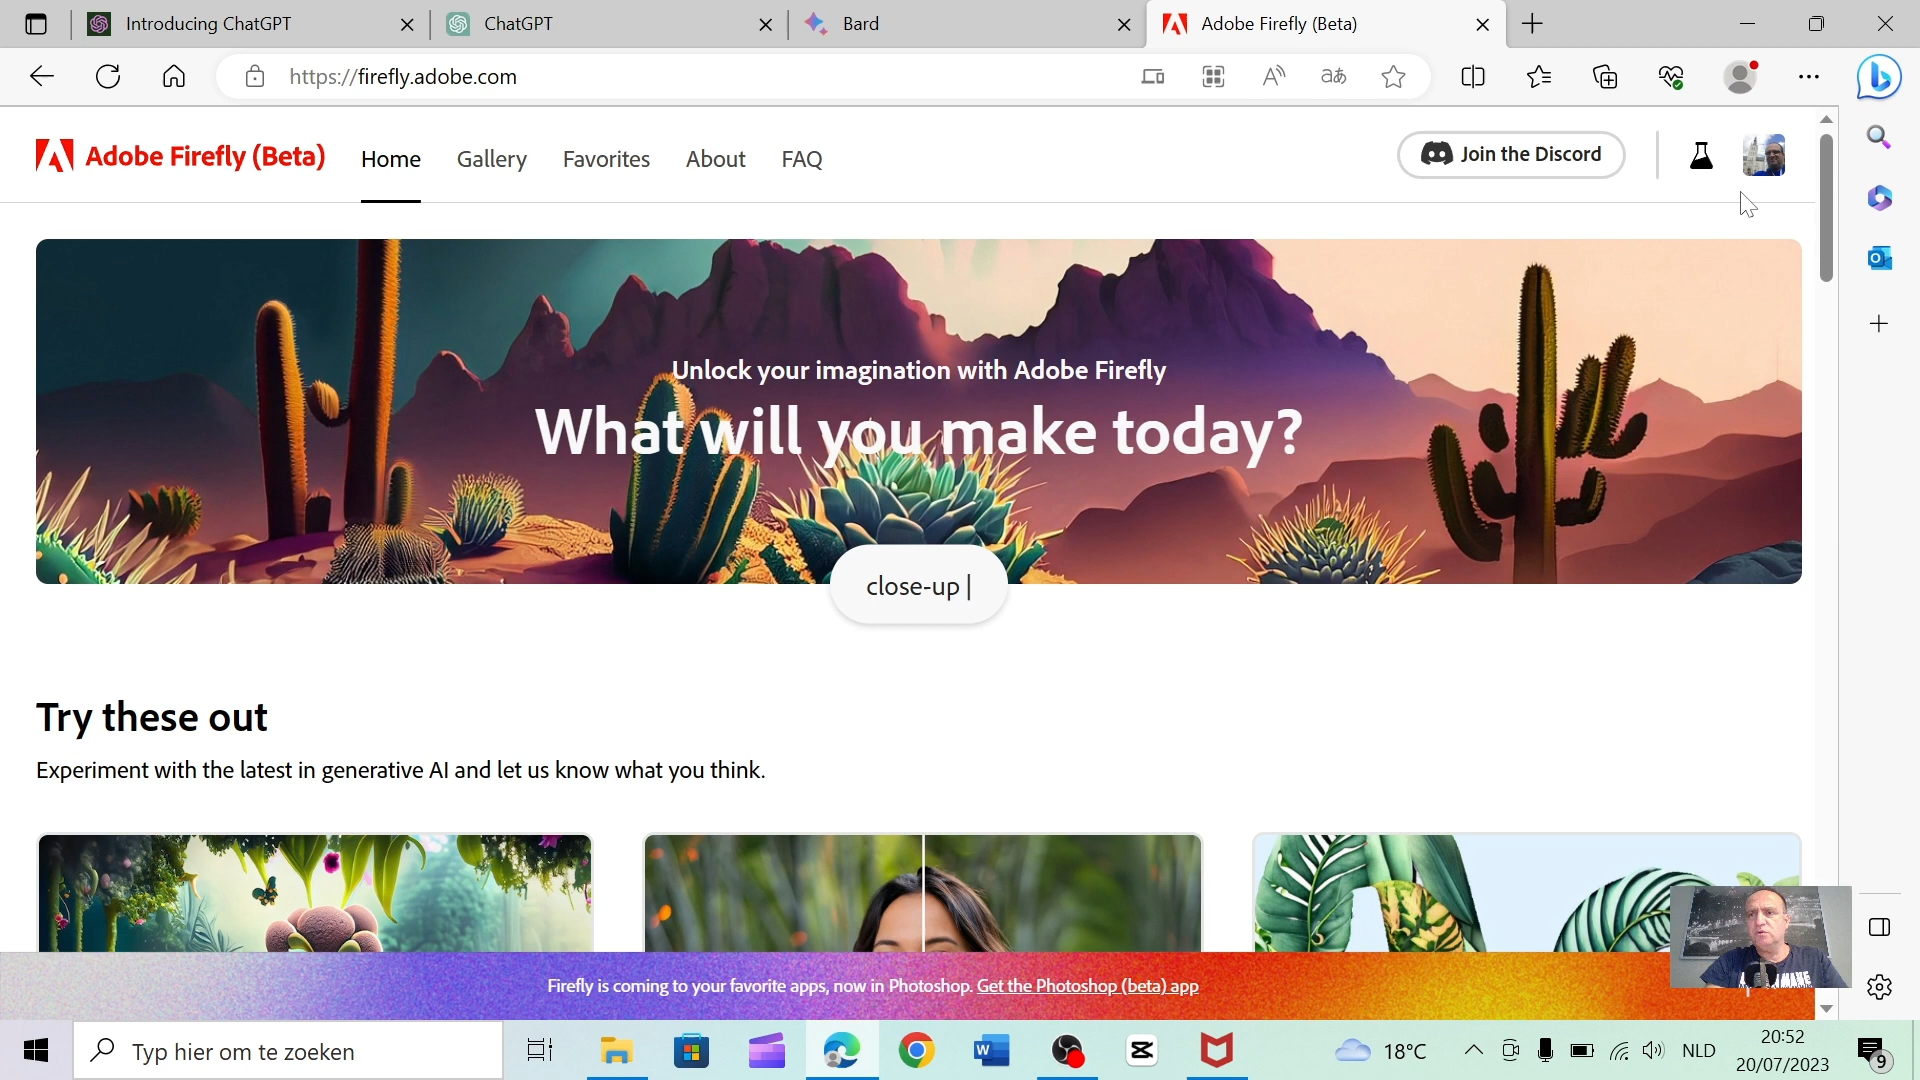 Introducing ChatGPT
ChatGPT
Bard
Adobe Firefly (Beta)
https://firefly.adobe.com
Adobe Firefly (Beta)
Home
Gallery
Favorites
About
FAQ
Join the Discord
Unlock your imagination with Adobe Firefly
What will you make today?
close-up |
Try these out
Experiment with the latest in generative AI and let us know what you think.
Firefly is coming to your favorite apps, now in Photoshop. Get the Photoshop (beta) app
Typ hier om te zoeken
18°C
NLD
20:52
20/07/2023
9